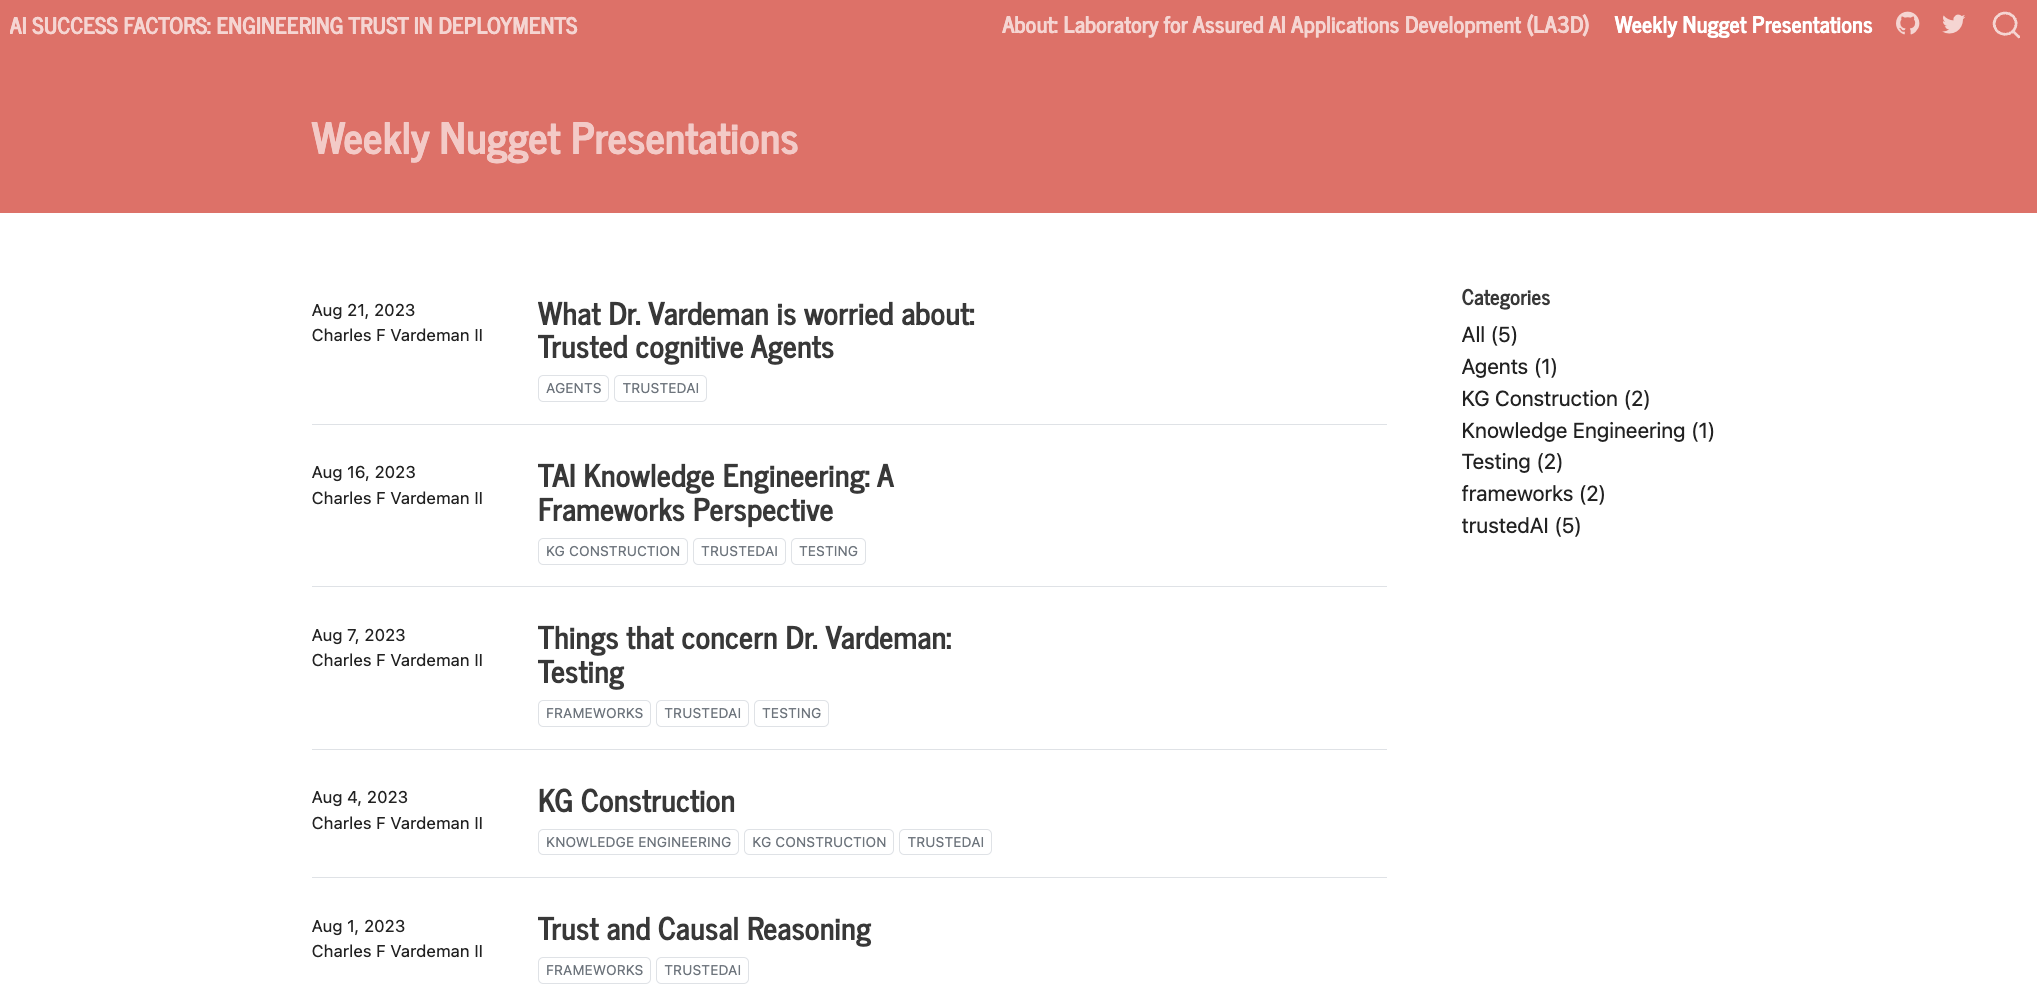 AI SUCCESS FACTORS: ENGINEERING TRUST IN DEPLOYMENTS
About: Laboratory for Assured AI Applications Development (LA3D)
Weekly Nugget Presentations
Weekly Nugget Presentations
Aug 21, 2023
Charles F Vardeman II
What Dr. Vardeman is worried about:
Trusted cognitive Agents
AGENTS TRUSTEDAI
Aug 16, 2023
Charles F Vardeman II
TAI Knowledge Engineering: A
Frameworks Perspective
KG CONSTRUCTION TRUSTEDAI TESTING
Aug 7, 2023
Charles F Vardeman II
Things that concern Dr. Vardeman:
Testing
FRAMEWORKS TRUSTEDAI TESTING
Aug 4, 2023
Charles F Vardeman II
KG Construction
KNOWLEDGE ENGINEERING KG CONSTRUCTION TRUSTEDAI
Aug 1, 2023
Charles F Vardeman II
Trust and Causal Reasoning
FRAMEWORKS TRUSTEDAI
Categories
All (5)
Agents (1)
KG Construction (2)
Knowledge Engineering (1)
Testing (2)
frameworks (2)
trustedAI (5)